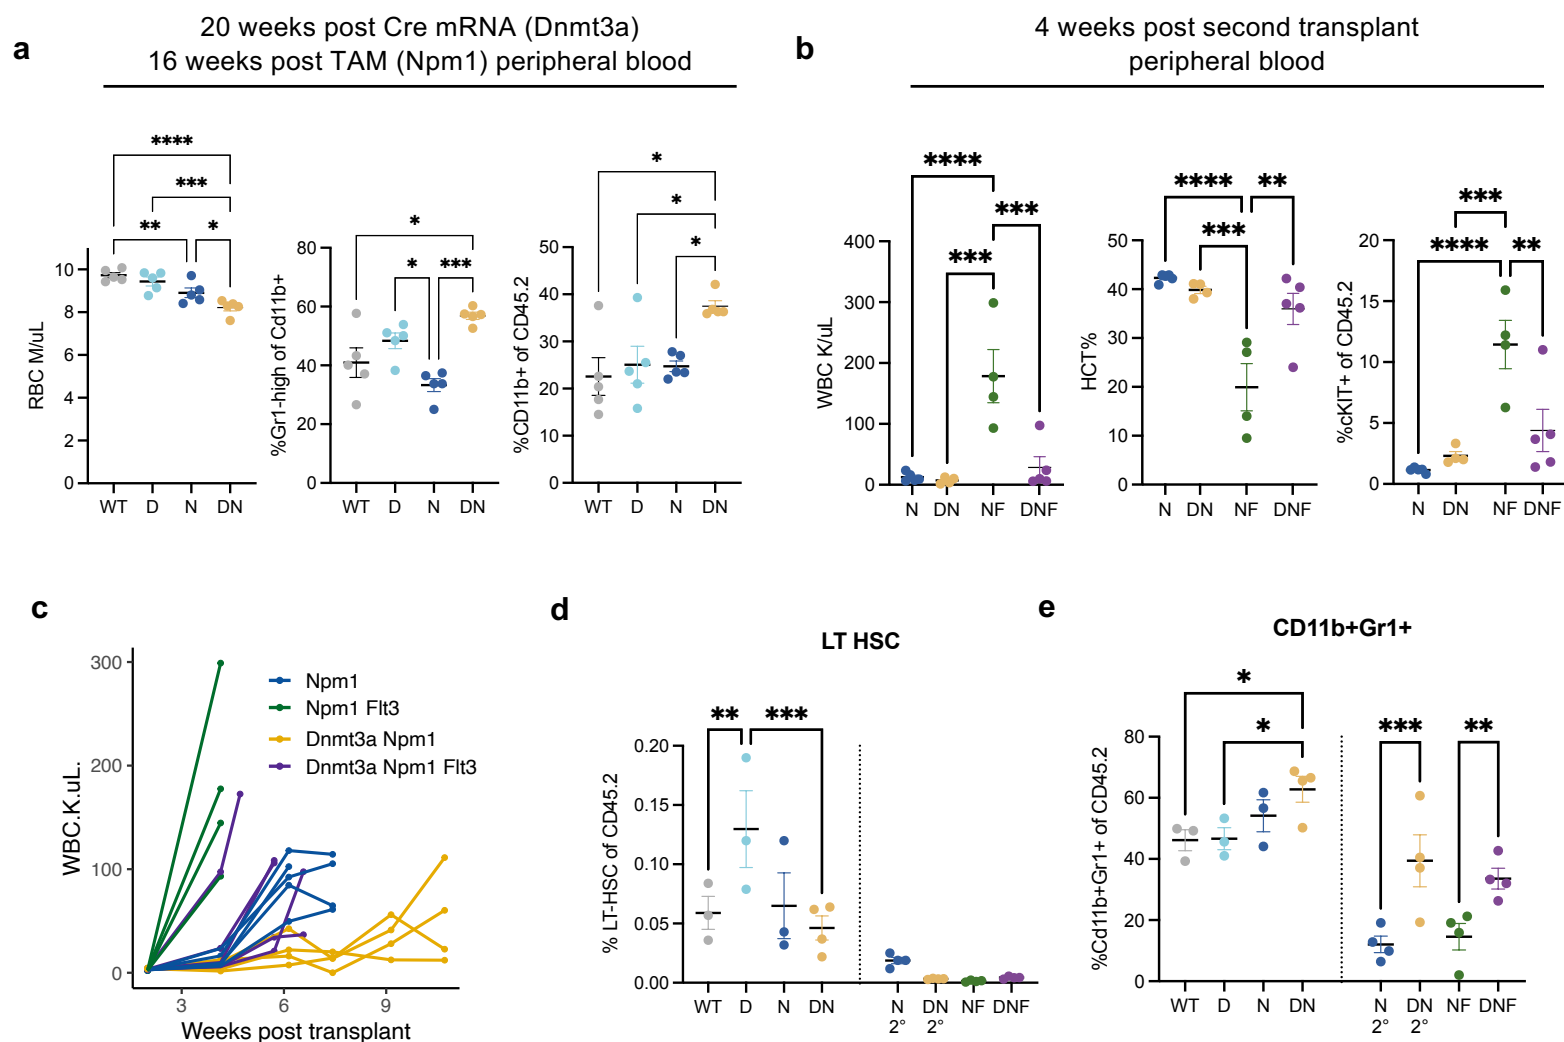 a
20 weeks post Cre mRNA (Dnmt3a)
16 weeks post TAM (Npm1) peripheral blood
b
4 weeks post second transplant
peripheral blood
RBC M/uL
10
8
6
4
2
0
WT D N DN
**** *** ** *
%Gr1-high of Cd11b+
80
60
40
20
0
WT D N DN
* * ***
%CD11b+ of CD45.2
50
40
30
20
10
0
WT D N DN
* * *
WBC K/uL
400
300
200
100
0
N DN NF DNF
**** *** ***
HCT%
50
40
30
20
10
0
N DN NF DNF
**** ** ***
%cKIT+ of CD45.2
20
15
10
5
0
N DN NF DNF
*** **** **
c
WBC.K.uL.
300
200
100
0
3 6 9
Weeks post transplant
Npm1
Npm1 Flt3
Dnmt3a Npm1
Dnmt3a Npm1 Flt3
d
LT HSC
% LT-HSC of CD45.2
0.20
0.15
0.10
0.05
0.00
** ***
WT D N DN N DN NF DNF
2° 2°
e
CD11b+Gr1+
%Cd11b+Gr1+ of CD45.2
80
60
40
20
0
* * *** **
WT D N DN N DN NF DNF
2° 2°